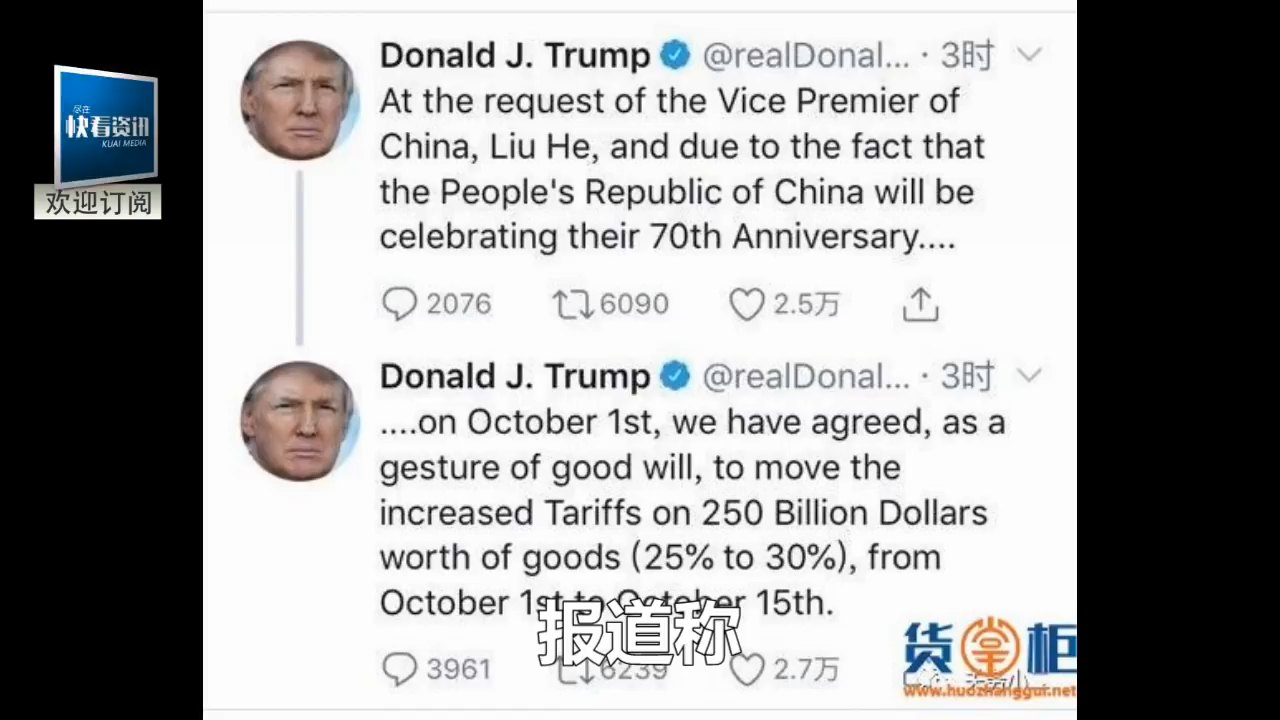 尽在
快看资讯
KUAI MEDIA
欢迎订阅
Donald J. Trump @realDonal... · 3时
At the request of the Vice Premier of
China, Liu He, and due to the fact that
the People's Republic of China will be
celebrating their 70th Anniversary....
2076 6090 2.5万
Donald J. Trump @realDonal... · 3时
....on October 1st, we have agreed, as a
gesture of good will, to move the
increased Tariffs on 250 Billion Dollars
worth of goods (25% to 30%), from
October 1st to October 15th.
报道称
3961 6239 2.7万
货掌柜
www.huozhanggui.net